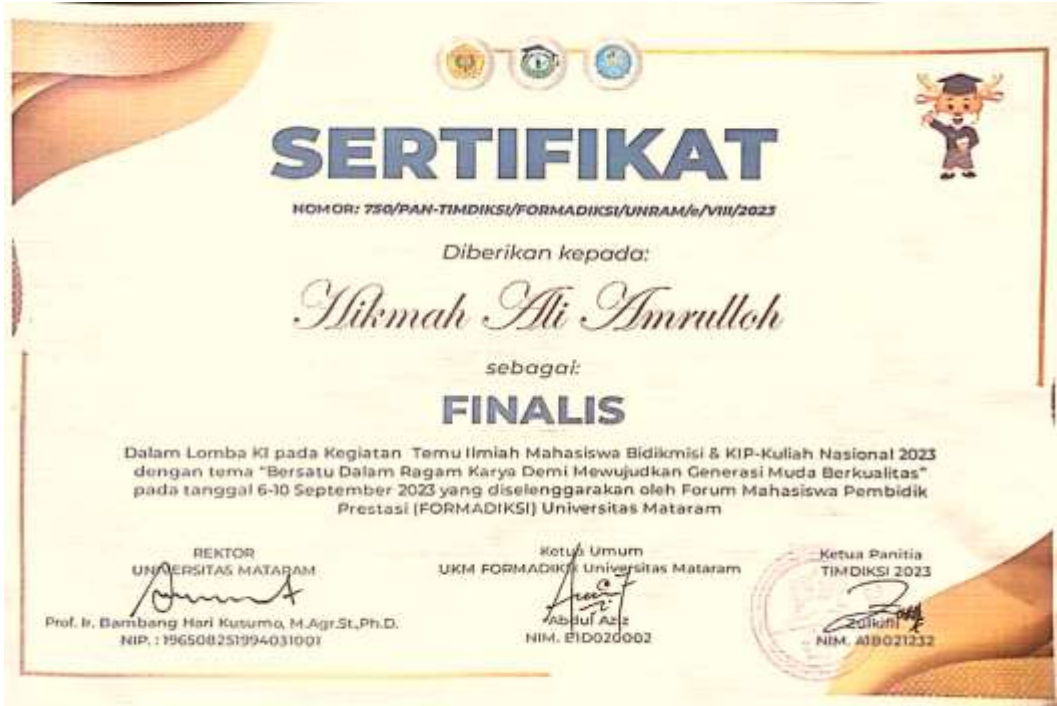 SERTIFIKAT
NOMOR: 750/PAN-TIMDIKSI/FORMADIKSI/UNRAM/e/VIII/2023
Diberikan kepada:
Hikmah Ali Amrulloh
sebagai:
FINALIS
Dalam Lomba KI pada Kegiatan Temu Ilmiah Mahasiswa Bidikmisi & KIP-Kuliah Nasional 2023
dengan tema "Bersatu Dalam Ragam Karya Demi Mewujudkan Generasi Muda Berkualitas"
pada tanggal 6-10 September 2023 yang diselenggarakan oleh Forum Mahasiswa Pembidik
Prestasi (FORMADIKSI) Universitas Mataram
REKTOR
UNIVERSITAS MATARAM
Prof. Ir. Bambang Hari Kusumo, M.Agr.St.,Ph.D.
NIP. : 196508251994031001
Ketua Umum
UKM FORMADIKSI Universitas Mataram
Abdul Aziz
NIM. E1D020002
Ketua Panitia
TIMDIKSI 2023
Zulkifli
NIM. A1B021232